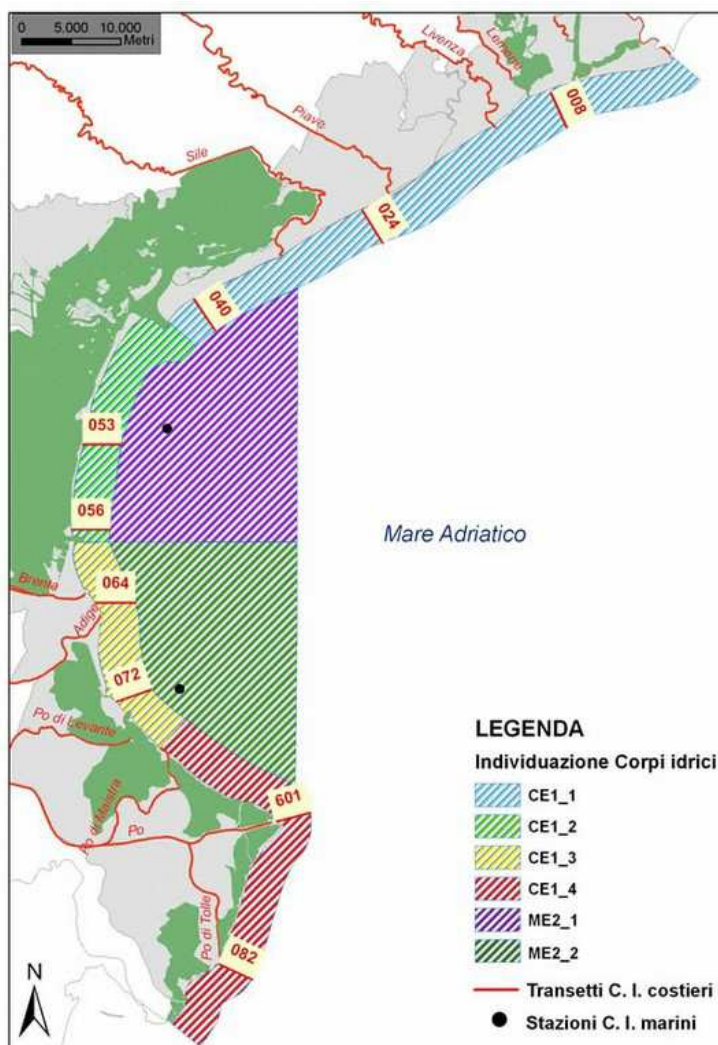 0 5.000 10.000
Metri
Livenza
Lemene
Piave
Sile
008
024
040
053
056
Mare Adriatico
Brenta
064
Adige
072
Po di Levante
601
Po di Maistra
Po
Po di Tolle
082
N
LEGENDA
Individuazione Corpi idrici
CE1_1
CE1_2
CE1_3
CE1_4
ME2_1
ME2_2
Transetti C. I. costieri
Stazioni C. I. marini